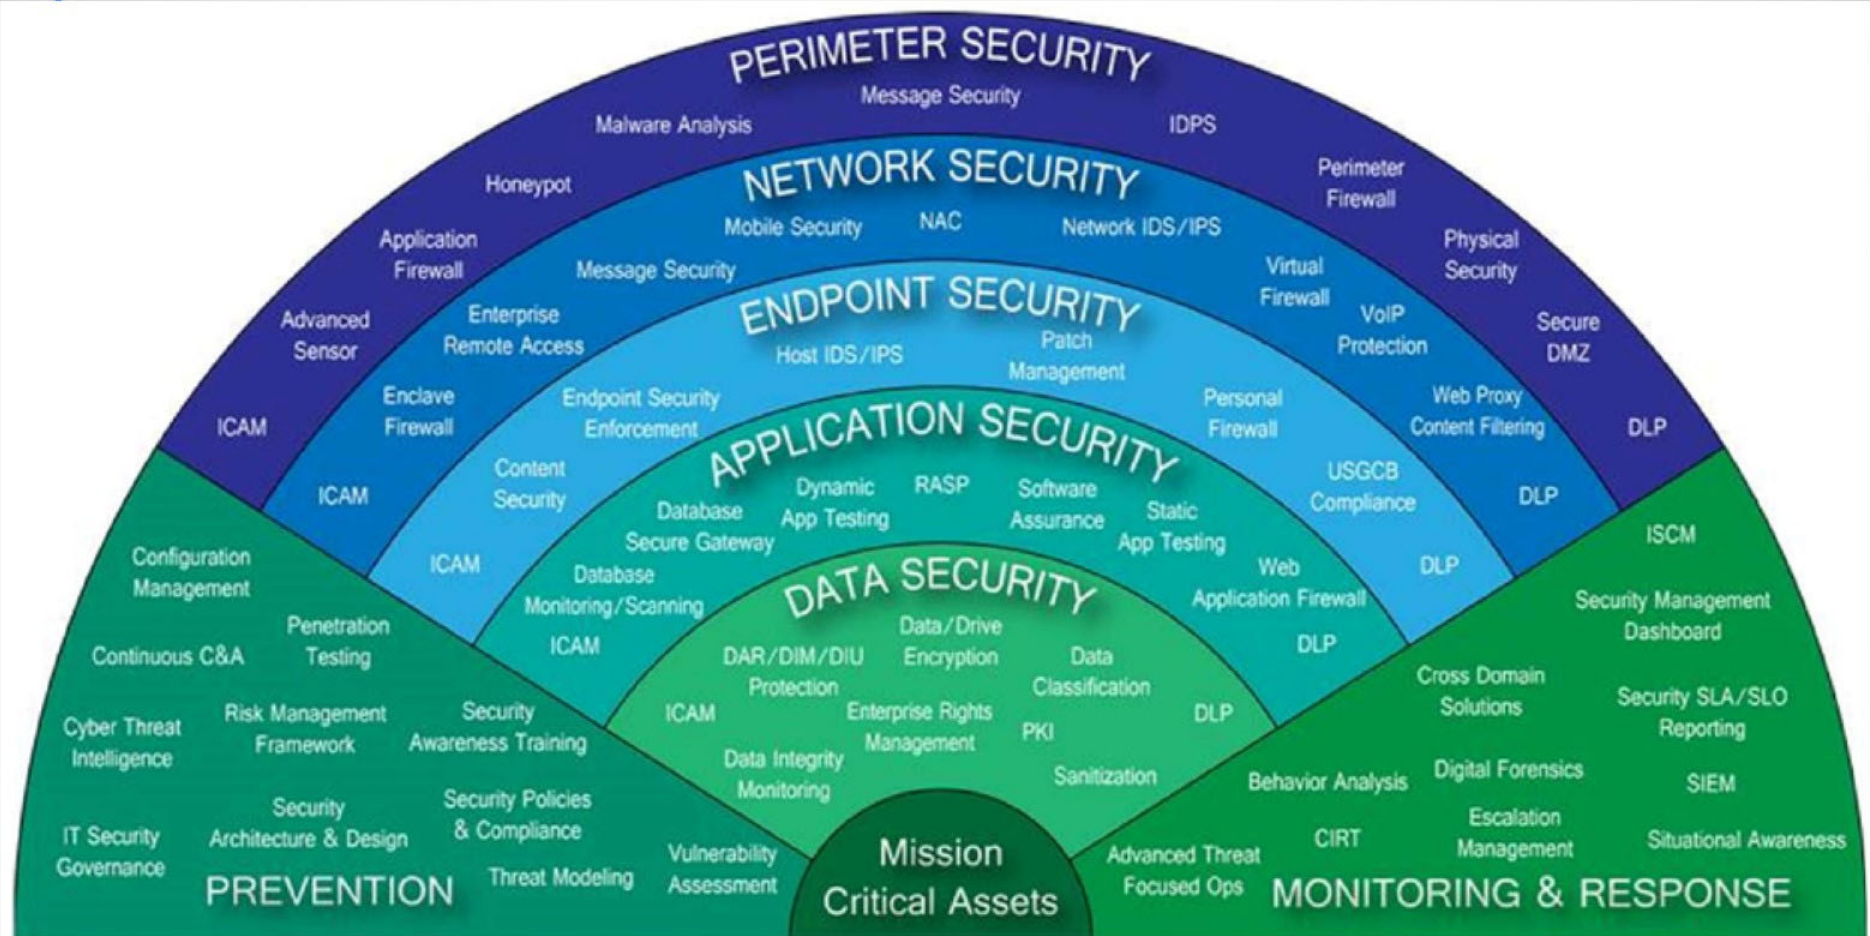 PERIMETER SECURITY
Message Security
Malware Analysis
IDPS
Honeypot
Perimeter
Firewall
Application
Firewall
Physical
Security
Advanced
Sensor
Secure
DMZ
ICAM
DLP
NETWORK SECURITY
Mobile Security
NAC
Network IDS/IPS
Message Security
Virtual
Firewall
Enterprise
Remote Access
VoIP
Protection
Enclave
Firewall
Web Proxy
Content Filtering
ICAM
DLP
ENDPOINT SECURITY
Host IDS/IPS
Patch
Management
Endpoint Security
Enforcement
Personal
Firewall
Content
Security
USGCB
Compliance
ICAM
DLP
APPLICATION SECURITY
Dynamic
App Testing
RASP
Software
Assurance
Database
Secure Gateway
Static
App Testing
Database
Monitoring/Scanning
Web
Application Firewall
ICAM
DLP
DATA SECURITY
Data/Drive
Encryption
DAR/DIM/DIU
Protection
Data
Classification
ICAM
Enterprise Rights
Management
PKI
DLP
Data Integrity
Monitoring
Sanitization
Mission
Critical Assets
Configuration
Management
Penetration
Testing
Continuous C&A
Cyber Threat
Intelligence
Risk Management
Framework
Security
Awareness Training
IT Security
Governance
Security
Architecture & Design
Security Policies
& Compliance
Threat Modeling
Vulnerability
Assessment
PREVENTION
ISCM
Security Management
Dashboard
Cross Domain
Solutions
Security SLA/SLO
Reporting
Behavior Analysis
Digital Forensics
SIEM
CIRT
Escalation
Management
Situational Awareness
Advanced Threat
Focused Ops
MONITORING & RESPONSE